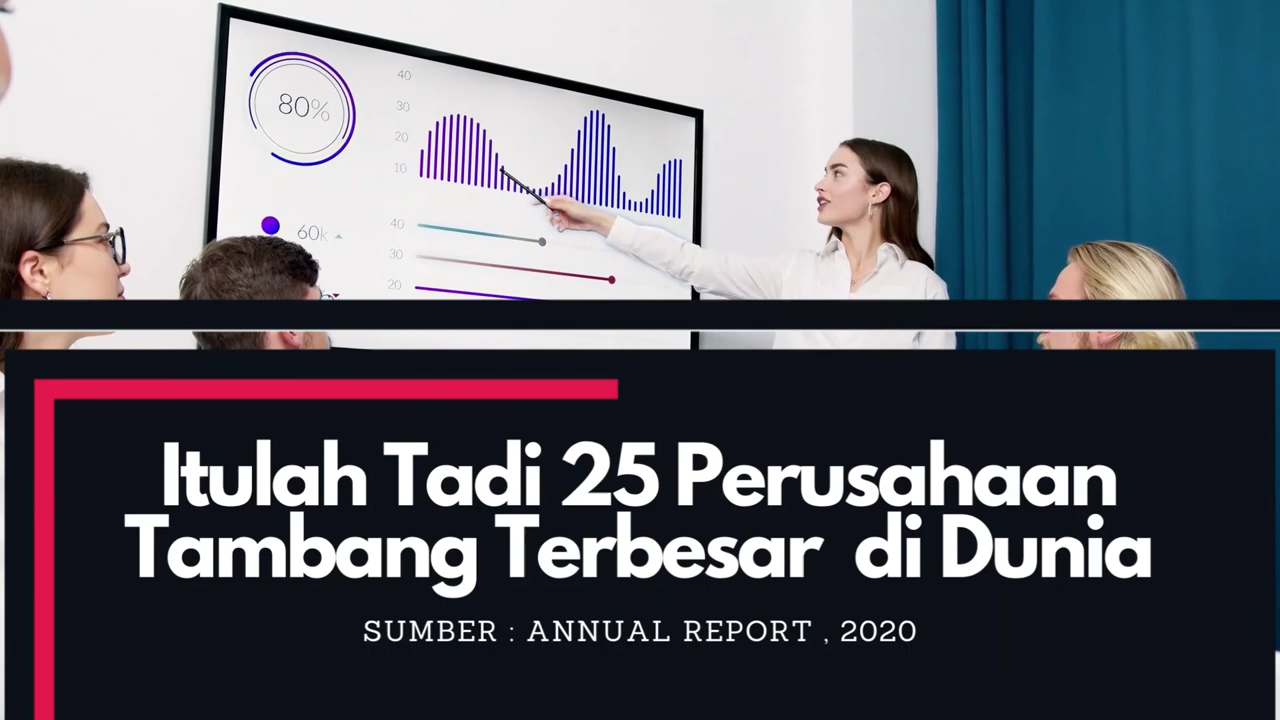 80%
40
30
20
10
60k
40
30
20
Itulah Tadi 25 Perusahaan
Tambang Terbesar di Dunia
SUMBER : ANNUAL REPORT , 2020